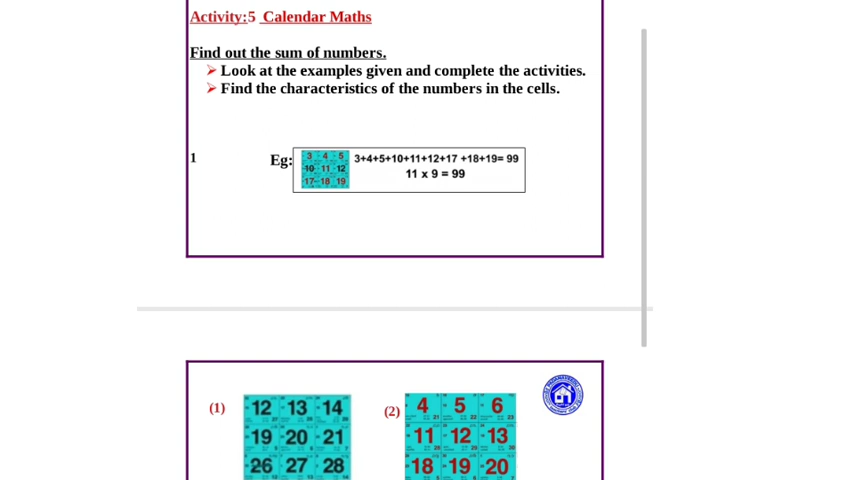 Activity:5 Calendar Maths
Find out the sum of numbers.
➢ Look at the examples given and complete the activities.
➢ Find the characteristics of the numbers in the cells.
1
Eg:
3 4 5
10 11 12
17 18 19
3+4+5+10+11+12+17 +18+19= 99
11 x 9 = 99
(1)
12 13 14
19 20 21
26 27 28
(2)
4 5 6
11 12 13
18 19 20